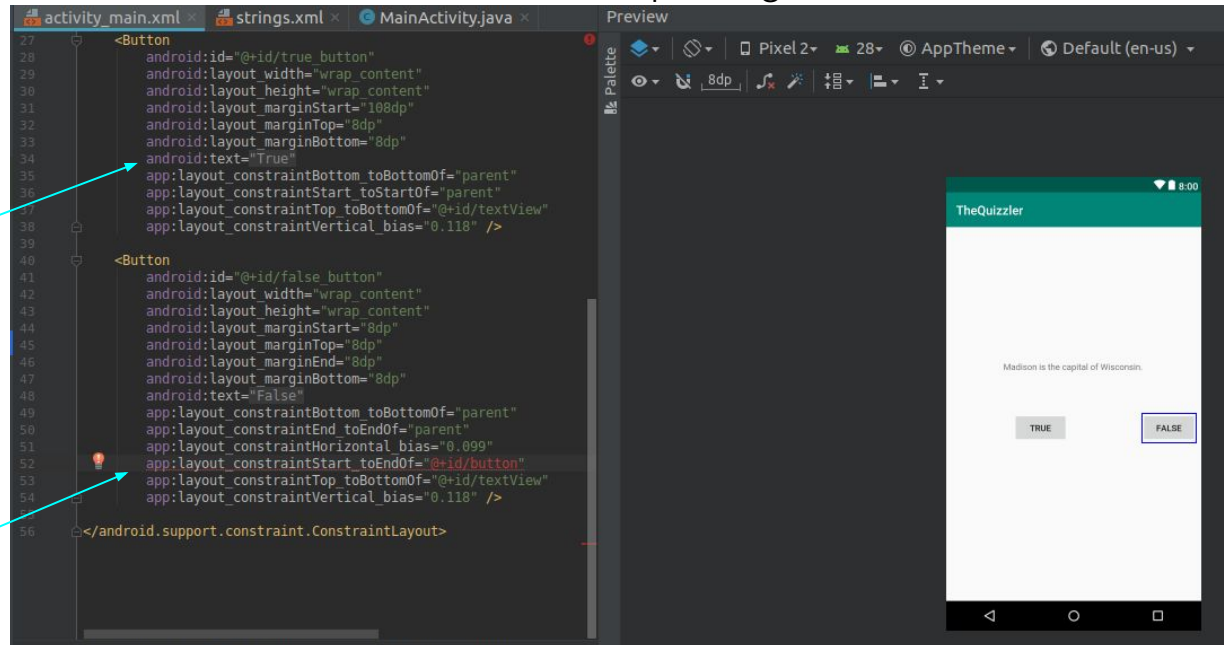 activity_main.xml × strings.xml × MainActivity.java ×
Preview
Palette
Pixel 2 28 AppTheme Default (en-us)
8dp
27 <Button
28 android:id="@+id/true_button"
29 android:layout_width="wrap_content"
30 android:layout_height="wrap_content"
31 android:layout_marginStart="108dp"
32 android:layout_marginTop="8dp"
33 android:layout_marginBottom="8dp"
34 android:text="True"
35 app:layout_constraintBottom_toBottomOf="parent"
36 app:layout_constraintStart_toStartOf="parent"
37 app:layout_constraintTop_toBottomOf="@+id/textView"
38 app:layout_constraintVertical_bias="0.118" />
39
40 <Button
41 android:id="@+id/false_button"
42 android:layout_width="wrap_content"
43 android:layout_height="wrap_content"
44 android:layout_marginStart="8dp"
45 android:layout_marginTop="8dp"
46 android:layout_marginEnd="8dp"
47 android:layout_marginBottom="8dp"
48 android:text="False"
49 app:layout_constraintBottom_toBottomOf="parent"
50 app:layout_constraintEnd_toEndOf="parent"
51 app:layout_constraintHorizontal_bias="0.099"
52 app:layout_constraintStart_toEndOf="@+id/button"
53 app:layout_constraintTop_toBottomOf="@+id/textView"
54 app:layout_constraintVertical_bias="0.118" />
55
56 </android.support.constraint.ConstraintLayout>
8:00
TheQuizzler
Madison is the capital of Wisconsin.
TRUE FALSE